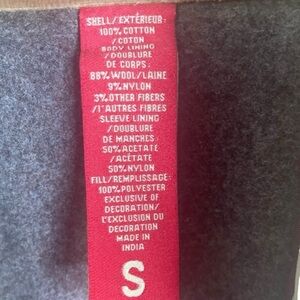 SHELL/EXTÉRIEUR:
100% COTTON
/COTON
BODY LINING
/DOUBLURE
DE CORPS:
88% WOOL/LAINE
9% NYLON
3% OTHER FIBERS
/1'AUTRES FIBRES
SLEEVE LINING
/DOUBLURE
DE MANCHES:
50% ACETATE
/ACÉTATE
50% NYLON
FILL/REMPLISSAGE:
100% POLYESTER
EXCLUSIVE OF
DECORATION/
L'EXCLUSION DU
DECORATION
MADE IN
INDIA
S